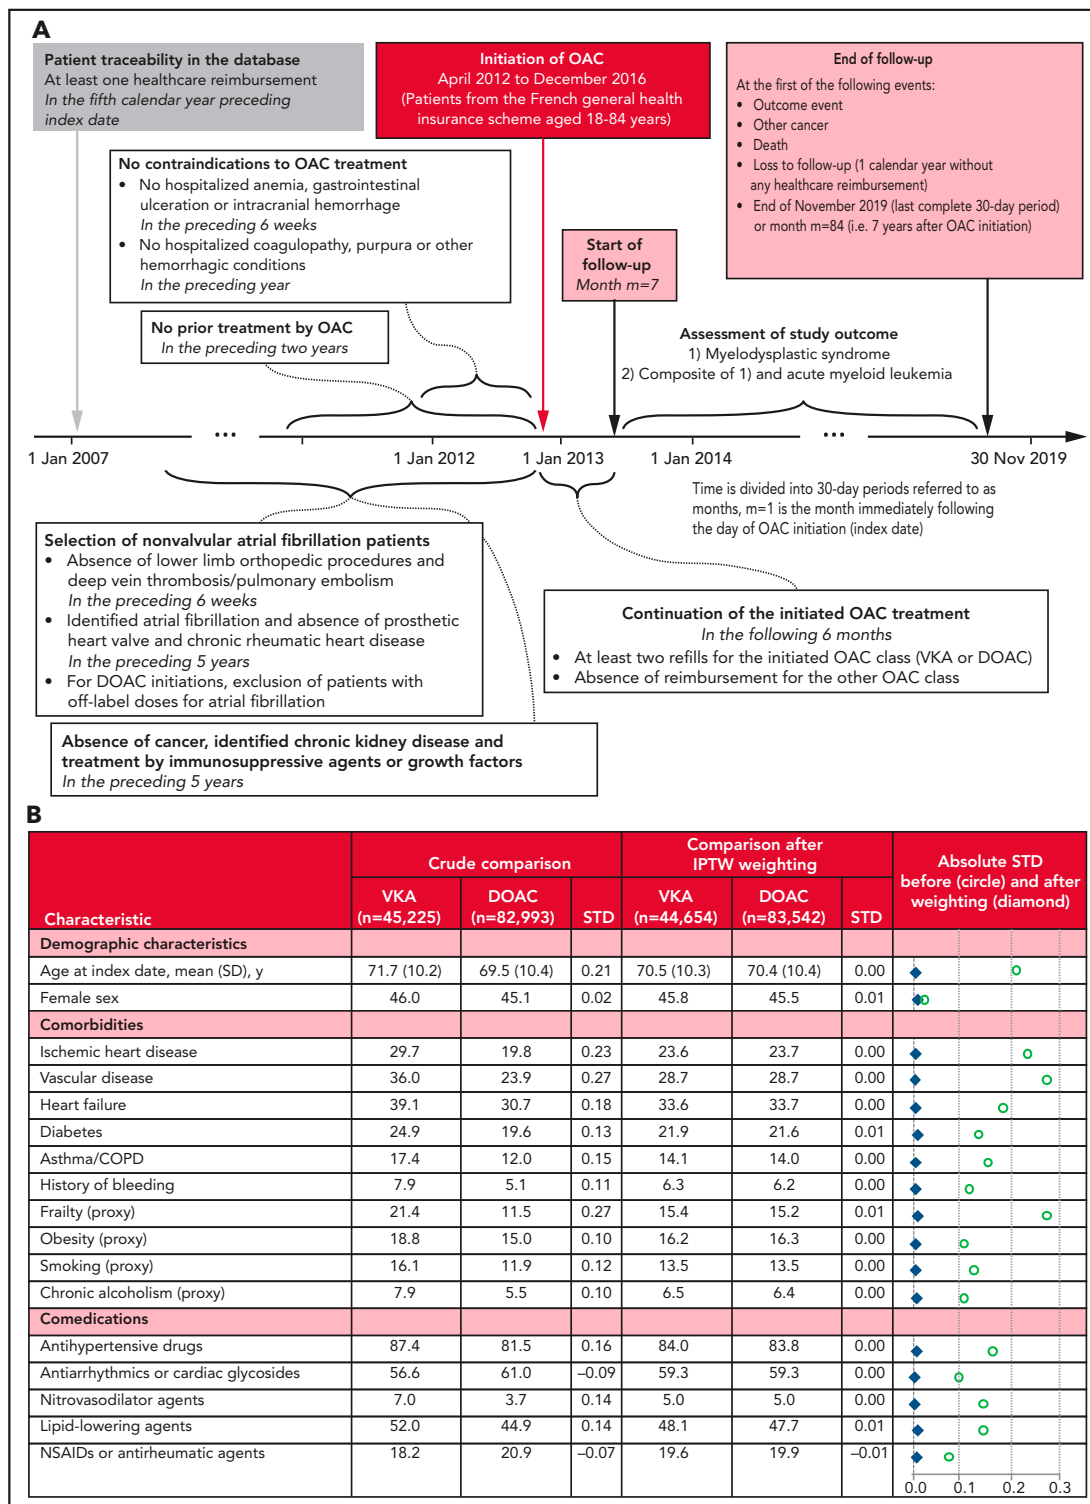 A
Patient traceability in the database
At least one healthcare reimbursement
In the fifth calendar year preceding
index date
Initiation of OAC
April 2012 to December 2016
(Patients from the French general health
insurance scheme aged 18-84 years)
End of follow-up
At the first of the following events:
• Outcome event
• Other cancer
• Death
• Loss to follow-up (1 calendar year without
any healthcare reimbursement)
• End of November 2019 (last complete 30-day period)
or month m=84 (i.e. 7 years after OAC initiation)
No contraindications to OAC treatment
• No hospitalized anemia, gastrointestinal
ulceration or intracranial hemorrhage
In the preceding 6 weeks
• No hospitalized coagulopathy, purpura or other
hemorrhagic conditions
In the preceding year
Start of
follow-up
Month m=7
No prior treatment by OAC
In the preceding two years
Assessment of study outcome
1) Myelodysplastic syndrome
2) Composite of 1) and acute myeloid leukemia
... ...
1 Jan 2007 1 Jan 2012 1 Jan 2013 1 Jan 2014 30 Nov 2019
Time is divided into 30-day periods referred to as
months, m=1 is the month immediately following
the day of OAC initiation (index date)
Selection of nonvalvular atrial fibrillation patients
• Absence of lower limb orthopedic procedures and
deep vein thrombosis/pulmonary embolism
In the preceding 6 weeks
• Identified atrial fibrillation and absence of prosthetic
heart valve and chronic rheumatic heart disease
In the preceding 5 years
• For DOAC initiations, exclusion of patients with
off-label doses for atrial fibrillation
Continuation of the initiated OAC treatment
In the following 6 months
• At least two refills for the initiated OAC class (VKA or DOAC)
• Absence of reimbursement for the other OAC class
Absence of cancer, identified chronic kidney disease and
treatment by immunosuppressive agents or growth factors
In the preceding 5 years
B
Characteristic
Crude comparison
Comparison after
IPTW weighting
Absolute STD
before (circle) and after
weighting (diamond)
VKA
(n=45,225)
DOAC
(n=82,993)
STD
VKA
(n=44,654)
DOAC
(n=83,542)
STD
Demographic characteristics
Age at index date, mean (SD), y 71.7 (10.2) 69.5 (10.4) 0.21 70.5 (10.3) 70.4 (10.4) 0.00
Female sex 46.0 45.1 0.02 45.8 45.5 0.01
Comorbidities
Ischemic heart disease 29.7 19.8 0.23 23.6 23.7 0.00
Vascular disease 36.0 23.9 0.27 28.7 28.7 0.00
Heart failure 39.1 30.7 0.18 33.6 33.7 0.00
Diabetes 24.9 19.6 0.13 21.9 21.6 0.01
Asthma/COPD 17.4 12.0 0.15 14.1 14.0 0.00
History of bleeding 7.9 5.1 0.11 6.3 6.2 0.00
Frailty (proxy) 21.4 11.5 0.27 15.4 15.2 0.01
Obesity (proxy) 18.8 15.0 0.10 16.2 16.3 0.00
Smoking (proxy) 16.1 11.9 0.12 13.5 13.5 0.00
Chronic alcoholism (proxy) 7.9 5.5 0.10 6.5 6.4 0.00
Comedications
Antihypertensive drugs 87.4 81.5 0.16 84.0 83.8 0.00
Antiarrhythmics or cardiac glycosides 56.6 61.0 –0.09 59.3 59.3 0.00
Nitrovasodilator agents 7.0 3.7 0.14 5.0 5.0 0.00
Lipid-lowering agents 52.0 44.9 0.14 48.1 47.7 0.01
NSAIDs or antirheumatic agents 18.2 20.9 –0.07 19.6 19.9 –0.01
0.0 0.1 0.2 0.3